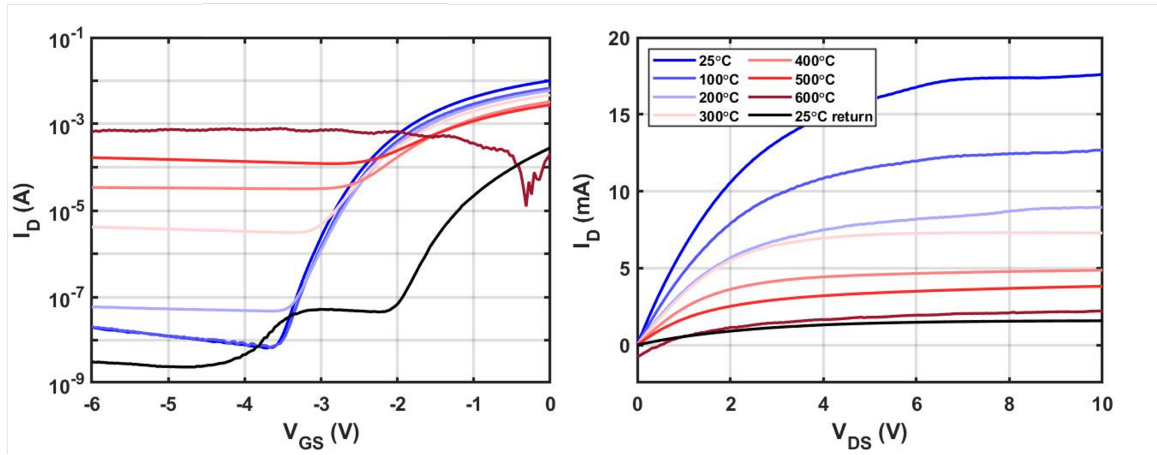 10^-1
10^-3
10^-5
10^-7
10^-9
I_D (A)
-6 -5 -4 -3 -2 -1 0
V_GS (V)
20
15
10
5
0
I_D (mA)
25°C
100°C
200°C
300°C
400°C
500°C
600°C
25°C return
0 2 4 6 8 10
V_DS (V)